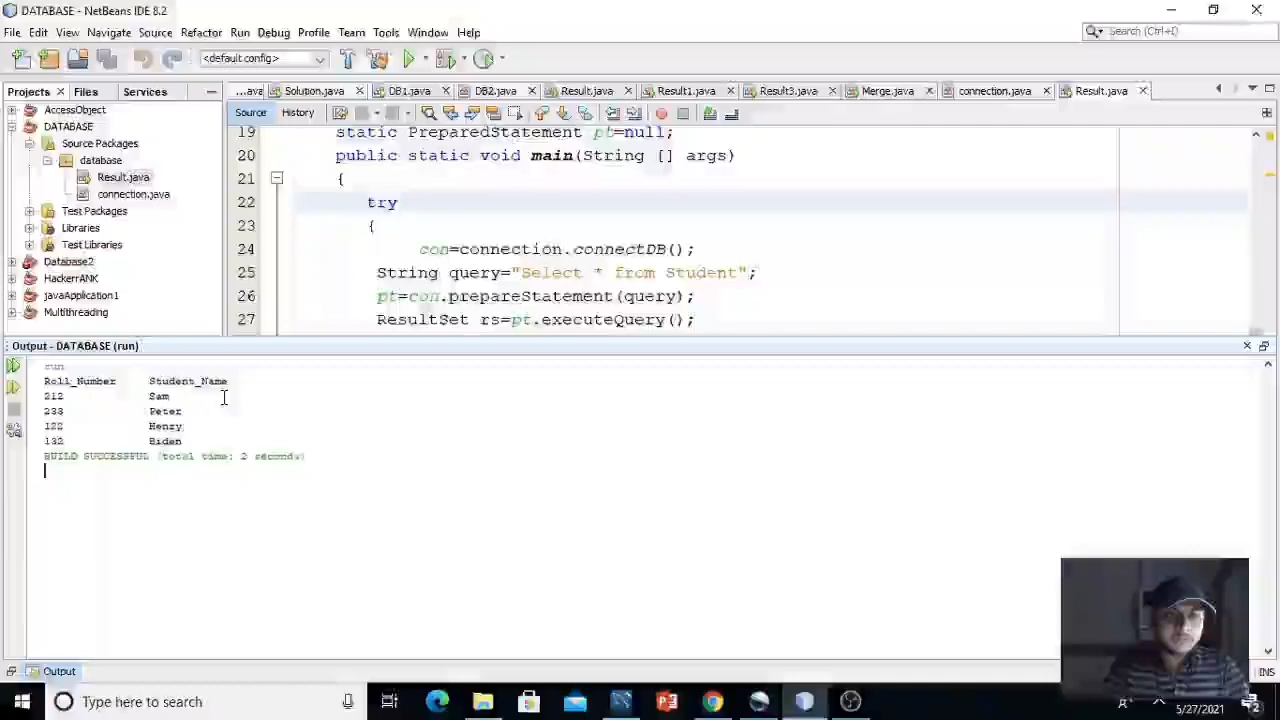 DATABASE - NetBeans IDE 8.2
File Edit View Navigate Source Refactor Run Debug Profile Team Tools Window Help
Search (Ctrl+I)
<default config>
Projects Files Services
...ava Solution.java DB1.java DB2.java Result.java Result1.java Result3.java Merge.java connection.java Result.java
Source History
AccessObject
DATABASE
Source Packages
database
Result.java
connection.java
Test Packages
Libraries
Test Libraries
Database2
HackerRANK
javaApplication1
Multithreading
19 static PreparedStatement pt=null;
20 public static void main(String [] args)
21 {
22 try
23 {
24 con=connection.connectDB();
25 String query="Select * from Student";
26 pt=con.prepareStatement(query);
27 ResultSet rs=pt.executeQuery();
Output - DATABASE (run)
run
Roll_Number Student_Name
212 Sam
233 Peter
122 Henry
132 Biden
BUILD SUCCESSFUL (total time: 2 seconds)
Output
INS
Type here to search
5/27/2021
2